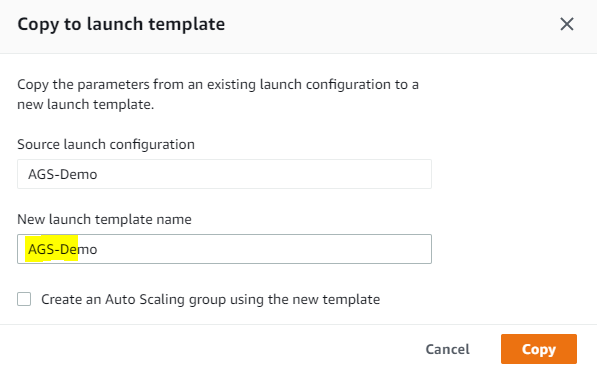 Copy to launch template
Copy the parameters from an existing launch configuration to a
new launch template.
Source launch configuration
AGS-Demo
New launch template name
AGS-Demo
Create an Auto Scaling group using the new template
Cancel
Copy